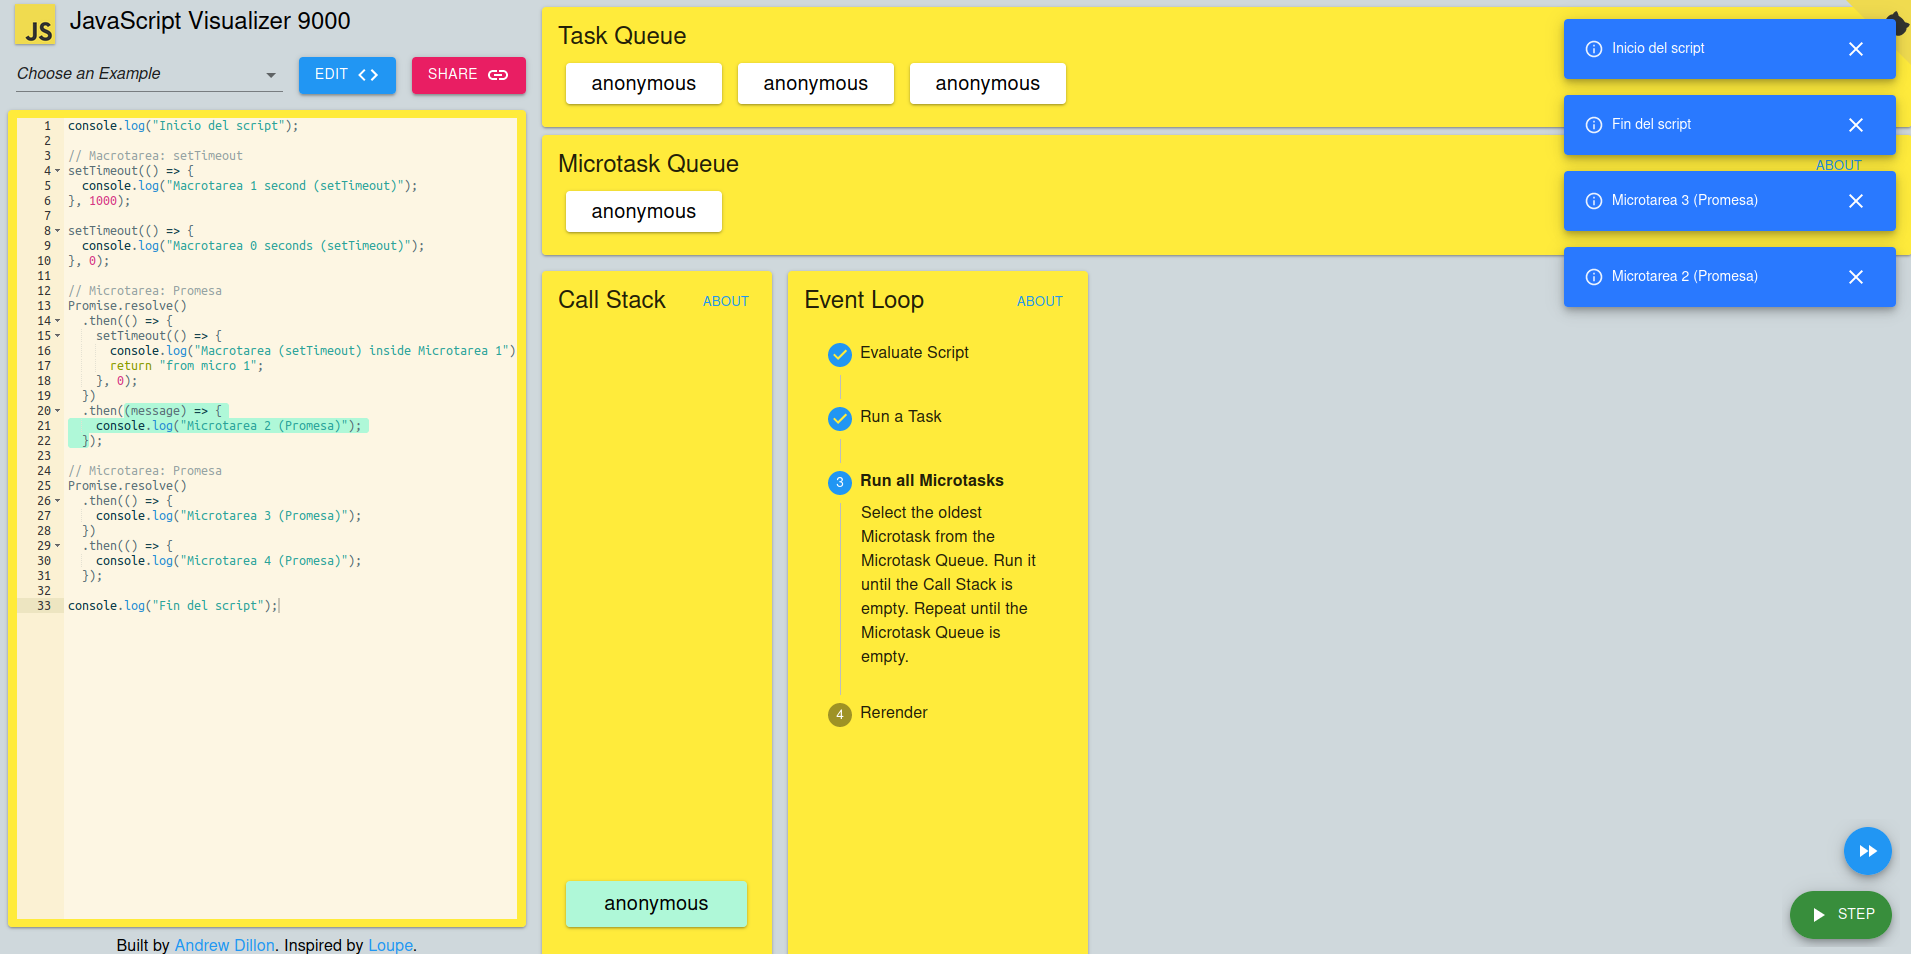 JS
JavaScript Visualizer 9000
Choose an Example
EDIT
SHARE
1 console.log("Inicio del script");
2
3 // Macrotarea: setTimeout
4 setTimeout(() => {
5 console.log("Macrotarea 1 second (setTimeout)");
6 }, 1000);
7
8 setTimeout(() => {
9 console.log("Macrotarea 0 seconds (setTimeout)");
10 }, 0);
11
12 // Microtarea: Promesa
13 Promise.resolve()
14 .then(() => {
15 setTimeout(() => {
16 console.log("Macrotarea (setTimeout) inside Microtarea 1")
17 return "from micro 1";
18 }, 0);
19 })
20 .then((message) => {
21 console.log("Microtarea 2 (Promesa)");
22 });
23
24 // Microtarea: Promesa
25 Promise.resolve()
26 .then(() => {
27 console.log("Microtarea 3 (Promesa)");
28 })
29 .then(() => {
30 console.log("Microtarea 4 (Promesa)");
31 });
32
33 console.log("Fin del script");
Built by Andrew Dillon. Inspired by Loupe.
Task Queue
anonymous anonymous anonymous
Microtask Queue
ABOUT
anonymous
Call Stack ABOUT
anonymous
Event Loop ABOUT
Evaluate Script
Run a Task
3 Run all Microtasks
Select the oldest
Microtask from the
Microtask Queue. Run it
until the Call Stack is
empty. Repeat until the
Microtask Queue is
empty.
4 Rerender
Inicio del script
Fin del script
Microtarea 3 (Promesa)
Microtarea 2 (Promesa)
STEP